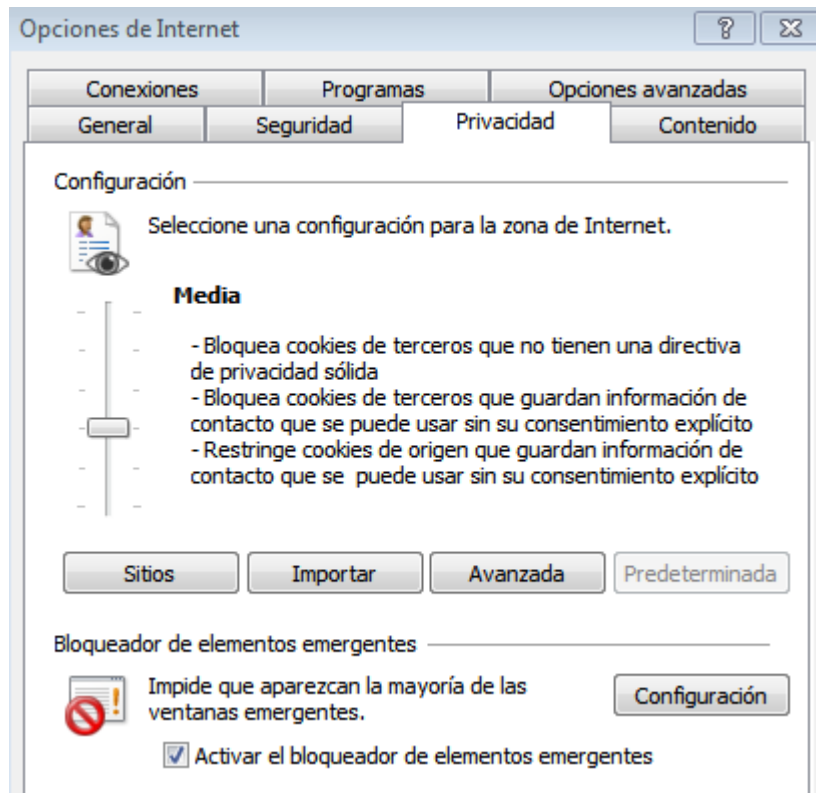 Opciones de Internet
Conexiones Programas Opciones avanzadas
General Seguridad Privacidad Contenido
Configuración
Seleccione una configuración para la zona de Internet.
Media
- Bloquea cookies de terceros que no tienen una directiva
de privacidad sólida
- Bloquea cookies de terceros que guardan información de
contacto que se puede usar sin su consentimiento explícito
- Restringe cookies de origen que guardan información de
contacto que se puede usar sin su consentimiento explícito
Sitios Importar Avanzada Predeterminada
Bloqueador de elementos emergentes
Impide que aparezcan la mayoría de las
ventanas emergentes.
Configuración
Activar el bloqueador de elementos emergentes